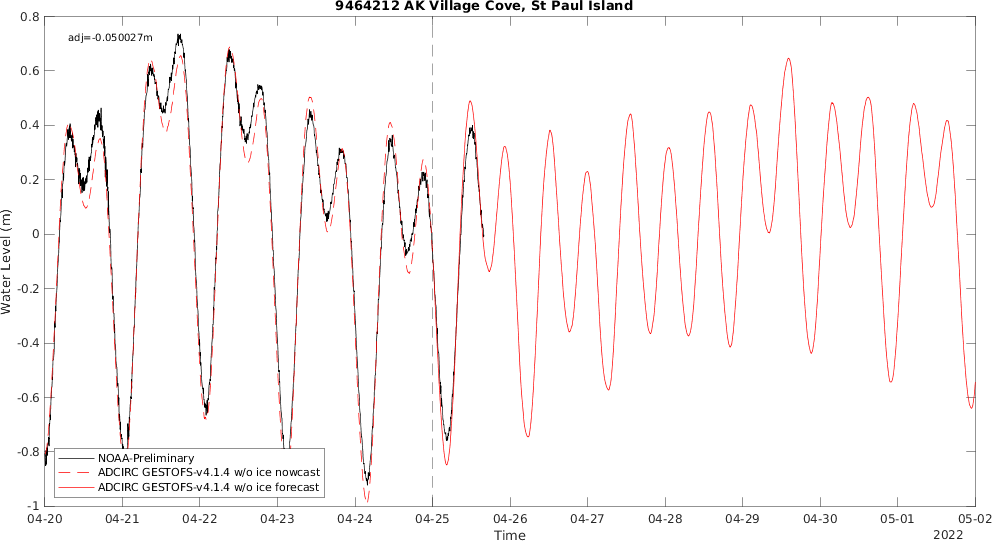 9464212 AK Village Cove, St Paul Island
adj=-0.050027m
Water Level (m)
0.8
0.6
0.4
0.2
0
-0.2
-0.4
-0.6
-0.8
-1
NOAA-Preliminary
ADCIRC GESTOFS-v4.1.4 w/o ice nowcast
ADCIRC GESTOFS-v4.1.4 w/o ice forecast
04-20 04-21 04-22 04-23 04-24 04-25 04-26 04-27 04-28 04-29 04-30 05-01 05-02
Time
2022